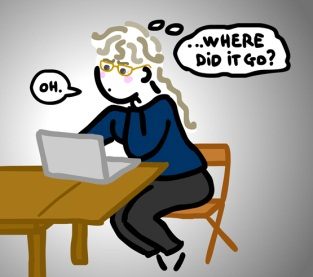 ...WHERE
DID IT GO?
OH.